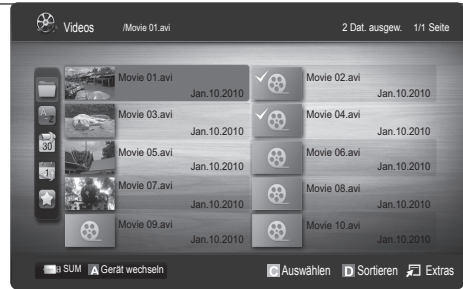 Videos /Movie 01.avi 2 Dat. ausgew. 1/1 Seite
Movie 01.avi Movie 02.avi
Jan.10.2010 Jan.10.2010
Movie 03.avi Movie 04.avi
Jan.10.2010 Jan.10.2010
Movie 05.avi Movie 06.avi
Jan.10.2010 Jan.10.2010
Movie 07.avi Movie 08.avi
Jan.10.2010 Jan.10.2010
Movie 09.avi Movie 10.avi
Jan.10.2010 Jan.10.2010
SUM A Gerät wechseln C Auswählen D Sortieren Extras